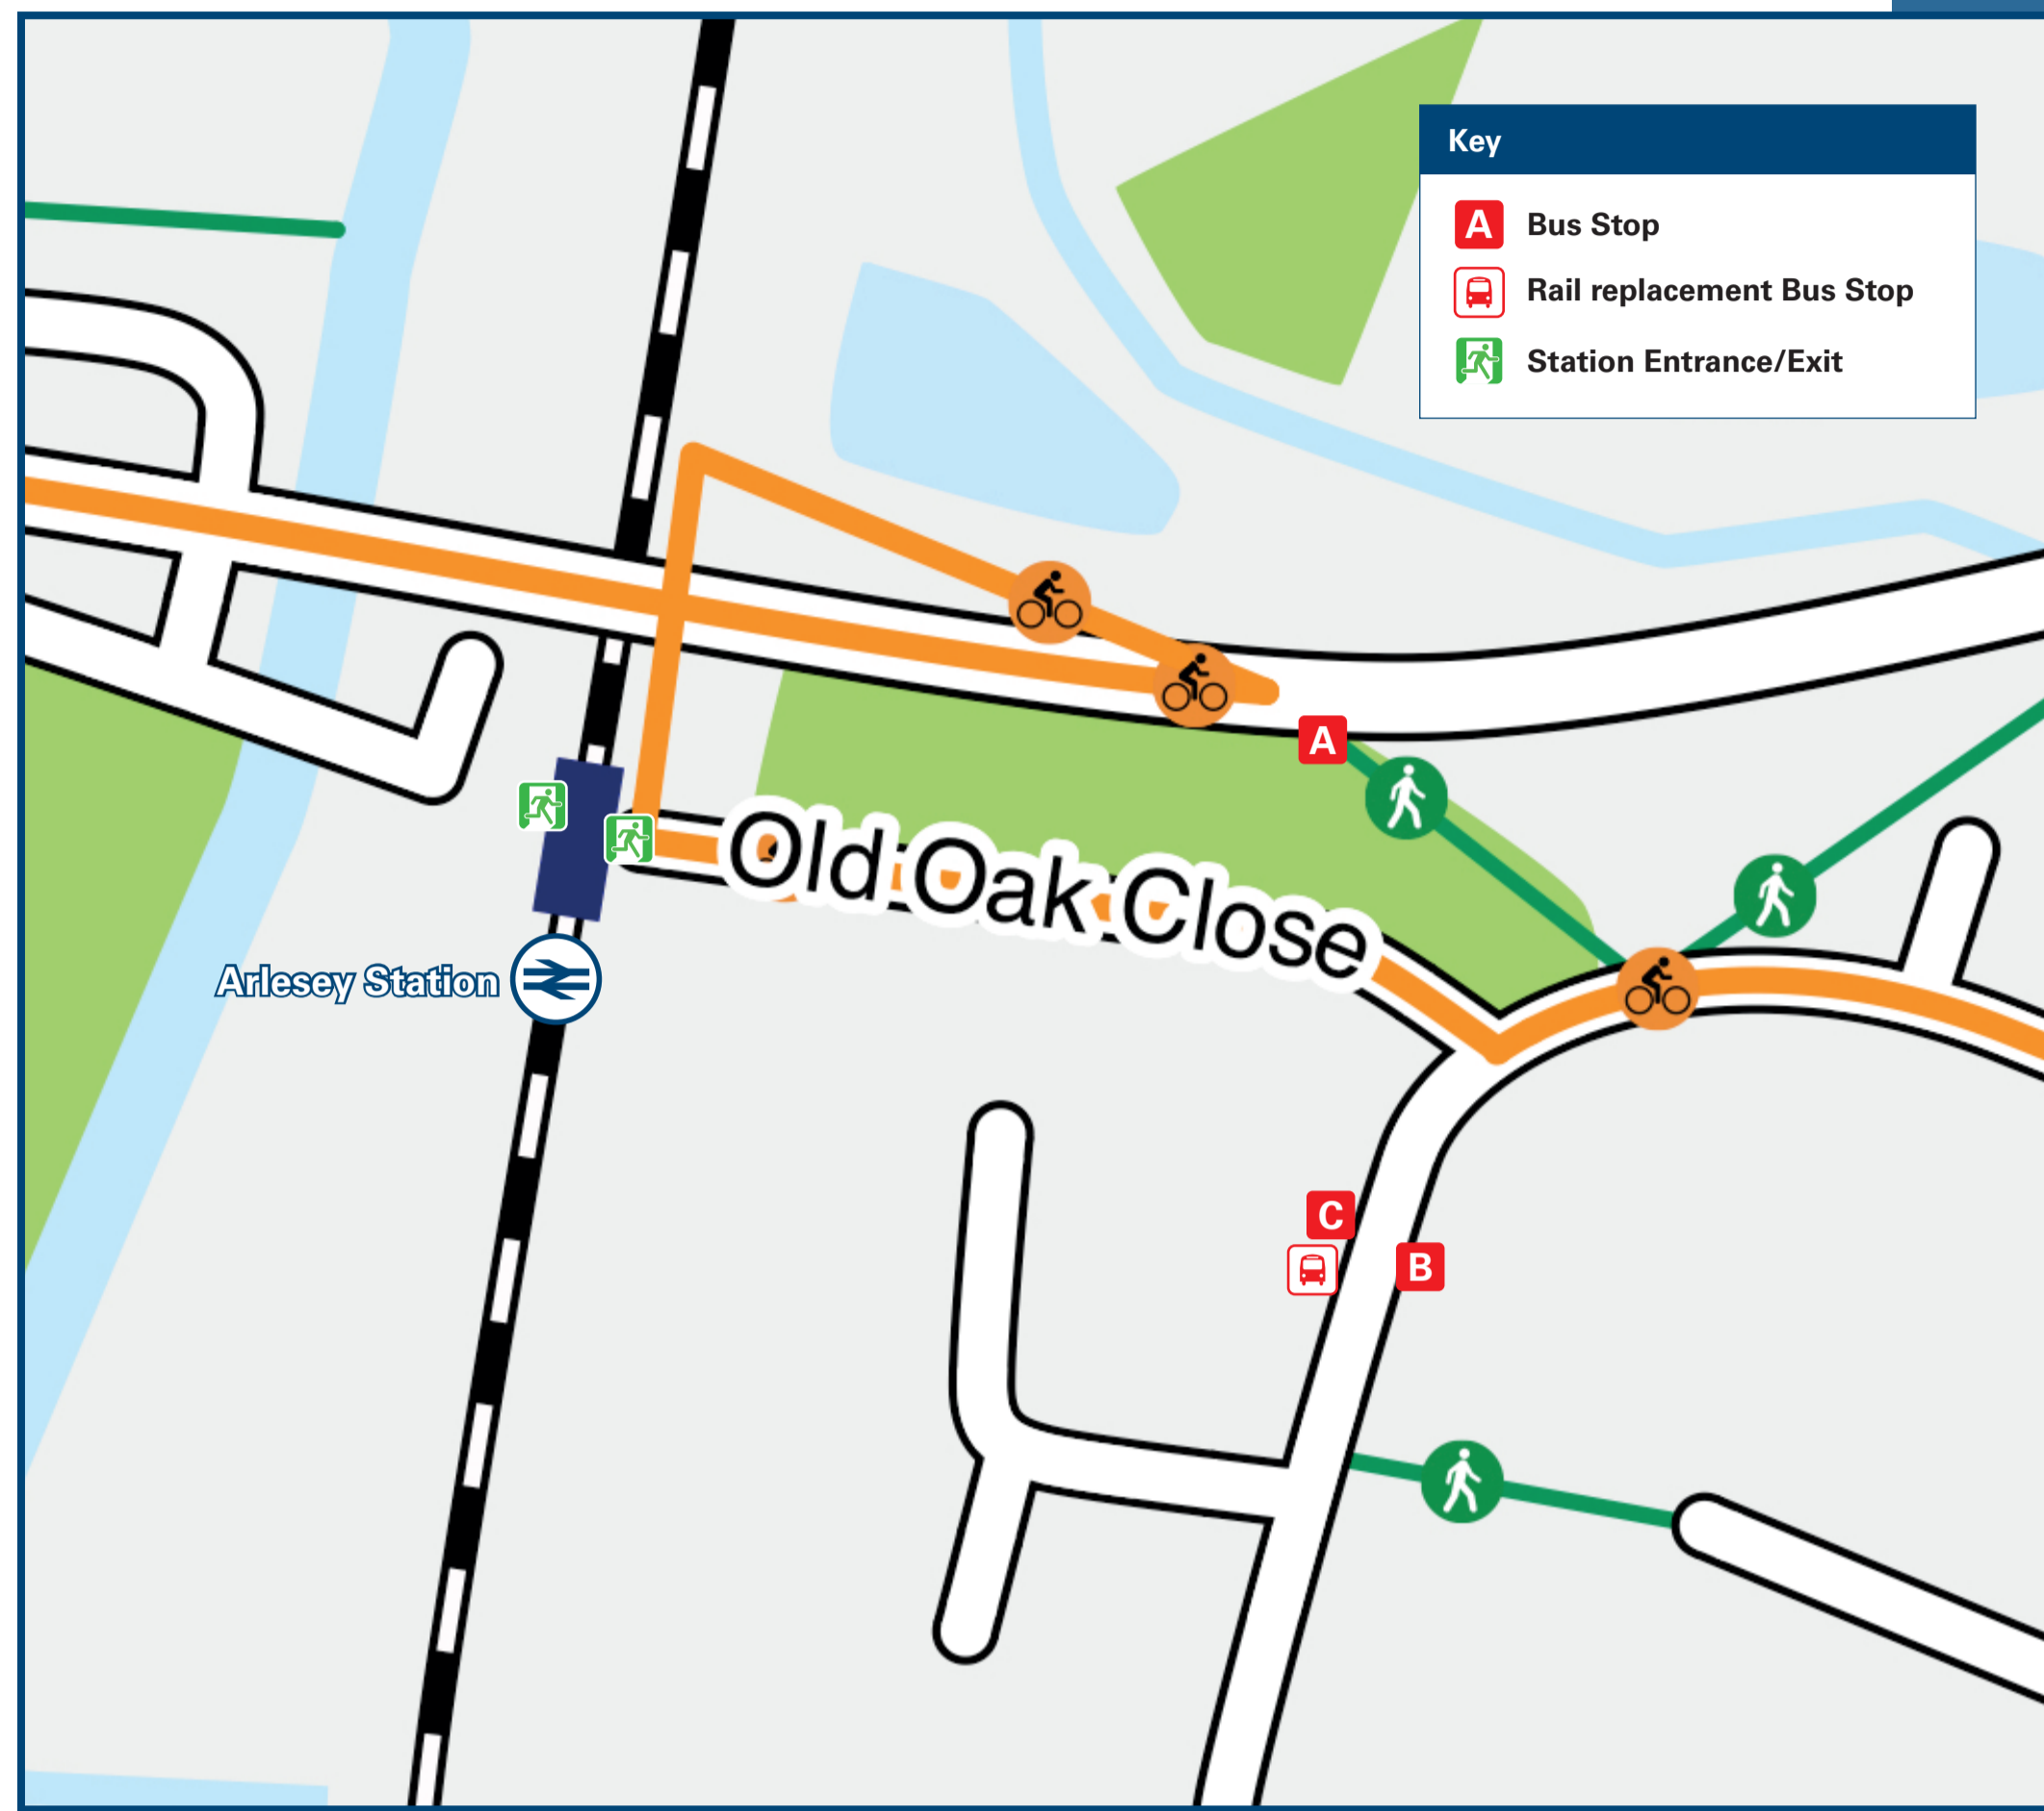 Key
A Bus Stop
Rail replacement Bus Stop
Station Entrance/Exit
A
Old Oak Close
Arlesey Station
C
B